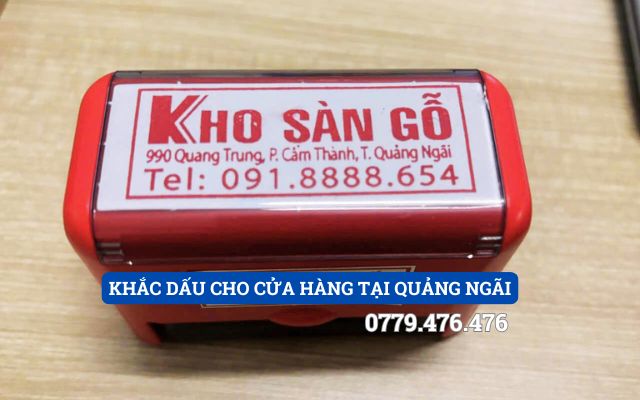 KHO SÀN GỖ
990 Quang Trung, P. Cẩm Thành, T. Quảng Ngãi
Tel: 091.8888.654
KHẮC DẤU CHO CỬA HÀNG TẠI QUẢNG NGÃI
0779.476.476